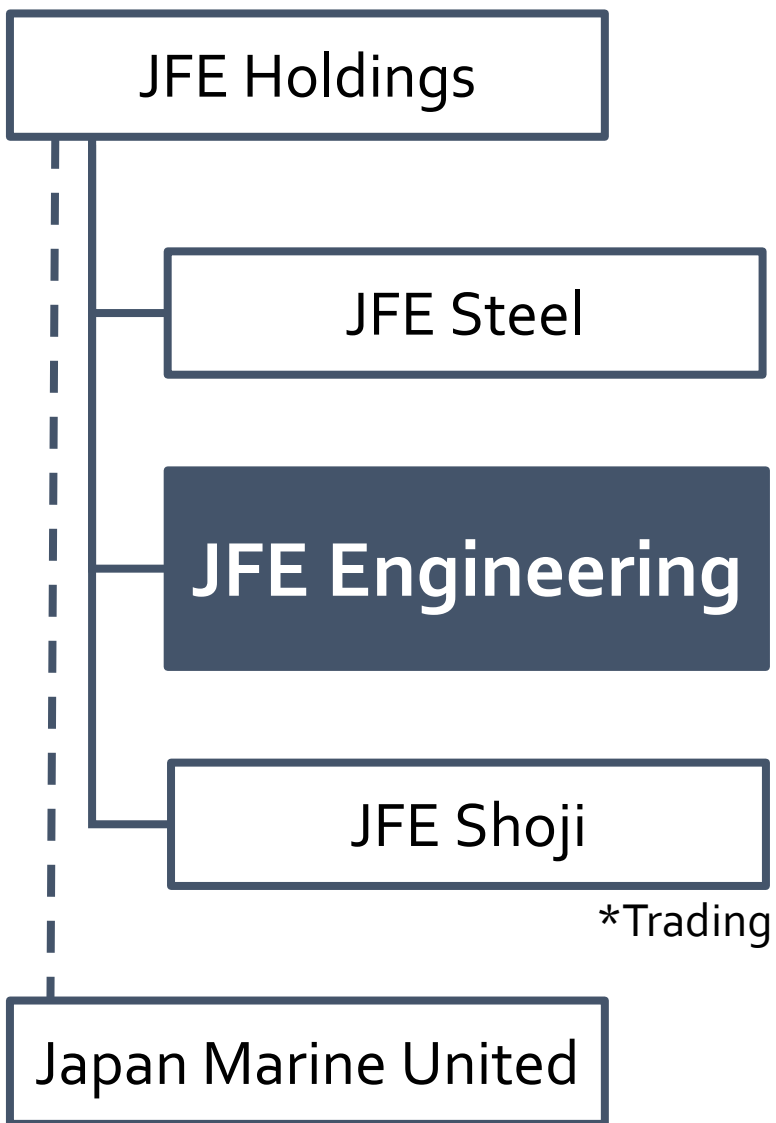 JFE Holdings
JFE Steel
JFE Engineering
JFE Shoji
*Trading
Japan Marine United